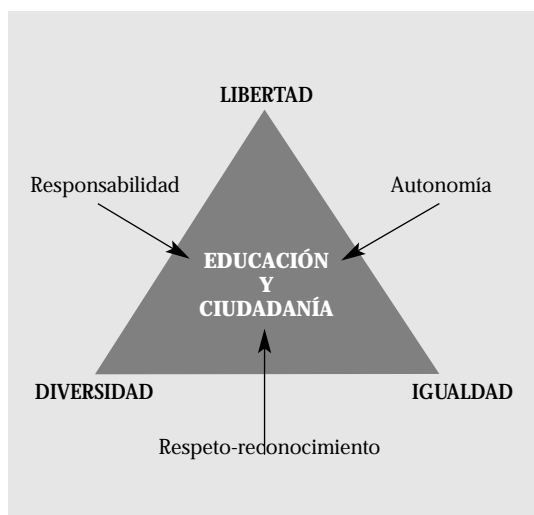 LIBERTAD
Responsabilidad
Autonomía
EDUCACIÓN
Y
CIUDADANÍA
DIVERSIDAD
IGUALDAD
Respeto-reconocimiento